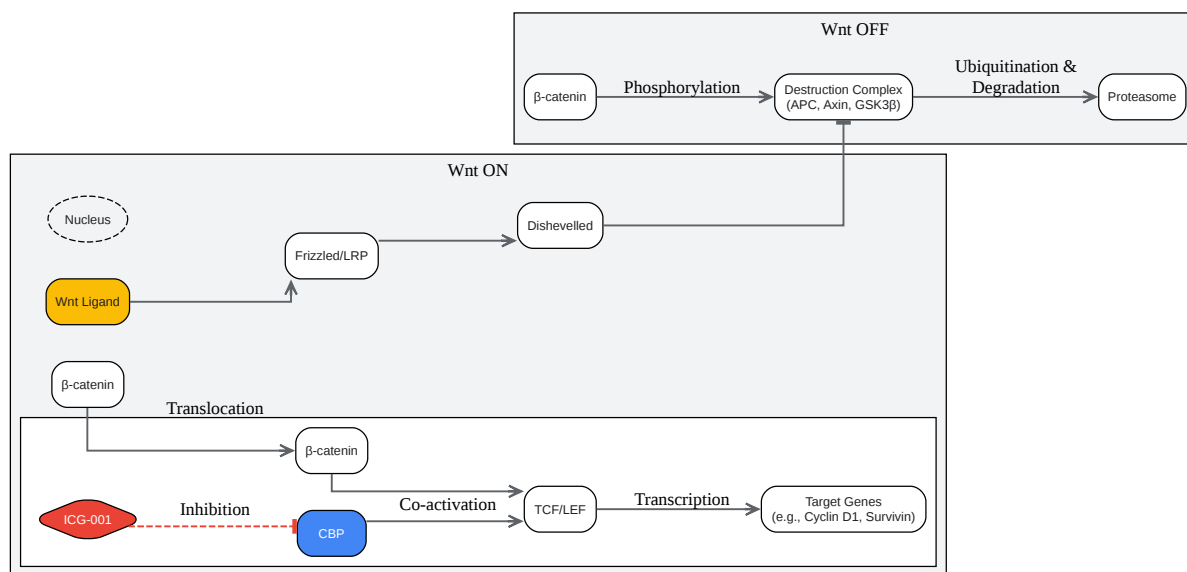 Wnt OFF
β-catenin
Phosphorylation
Destruction Complex
(APC, Axin, GSK3β)
Ubiquitination &
Degradation
Proteasome
Wnt ON
Nucleus
Dishevelled
Frizzled/LRP
Wnt Ligand
β-catenin
Translocation
β-catenin
ICG-001
Inhibition
CBP
Co-activation
TCF/LEF
Transcription
Target Genes
(e.g., Cyclin D1, Survivin)